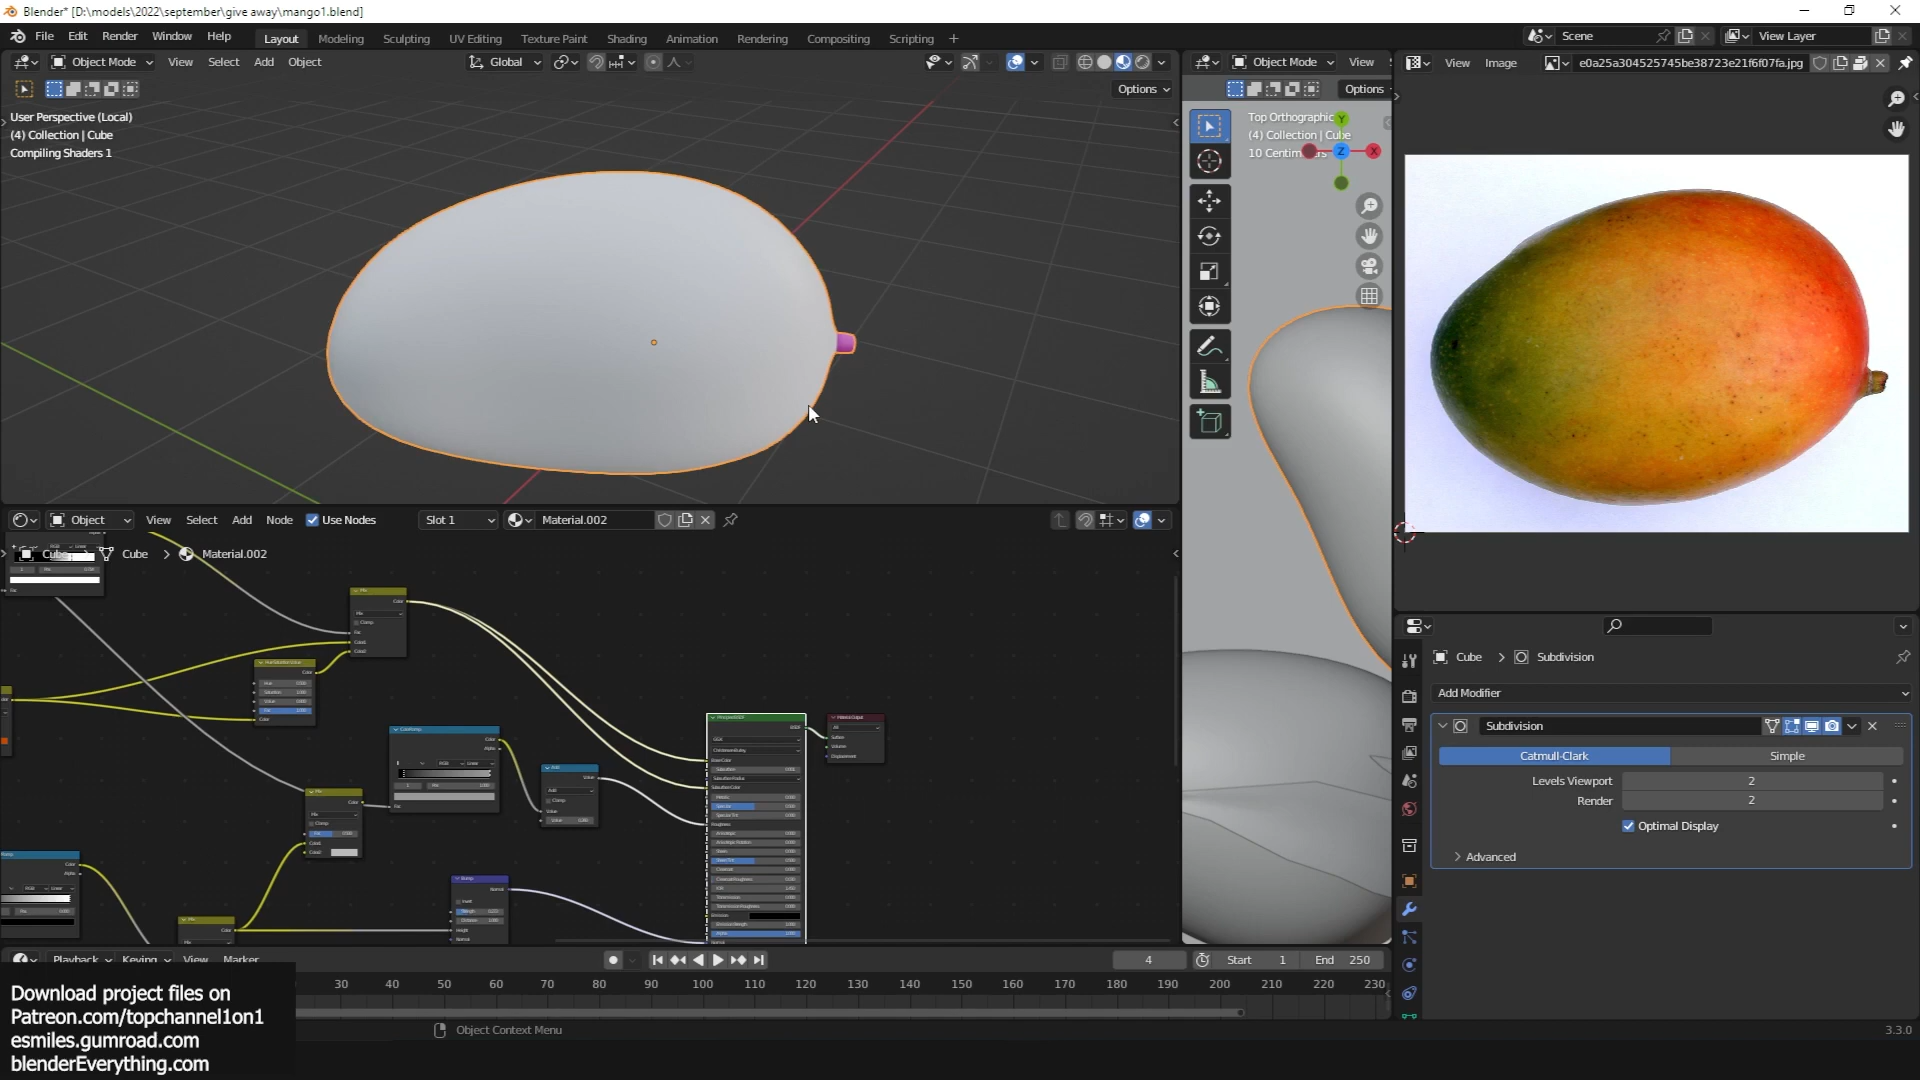 Blender* [D:\models\2022\september\give away\mango1.blend]
File Edit Render Window Help
Layout Modeling Sculpting UV Editing Texture Paint Shading Animation Rendering Compositing Scripting +
Scene
View Layer
Object Mode View Select Add Object
Global
Options
User Perspective (Local)
(4) Collection | Cube
Compiling Shaders 1
Object Mode View
Options
Top Orthographic
(4) Collection | Cube
Y
Z
X
View Image
e0a25a304525745be38723e21f6f07fa.jpg
Object View Select Add Node Use Nodes
Slot 1
Material.002
Cube > Cube > Material.002
Cube > Subdivision
Add Modifier
Subdivision
Catmull-Clark Simple
Levels Viewport 2
Render 2
Optimal Display
> Advanced
Playback Keying View Marker
4
Start 1
End 250
30 40 50 60 70 80 90 100 110 120 130 140 150 160 170 180 190 200 210 220 230
Object Context Menu
3.3.0
Download project files on
Patreon.com/topchannel1on1
esmiles.gumroad.com
blenderEverything.com